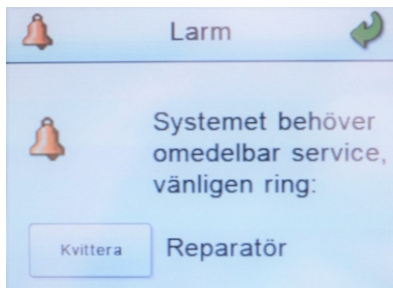 Larm
Systemet behöver
omedelbar service,
vänligen ring:
Kvittera
Reparatör